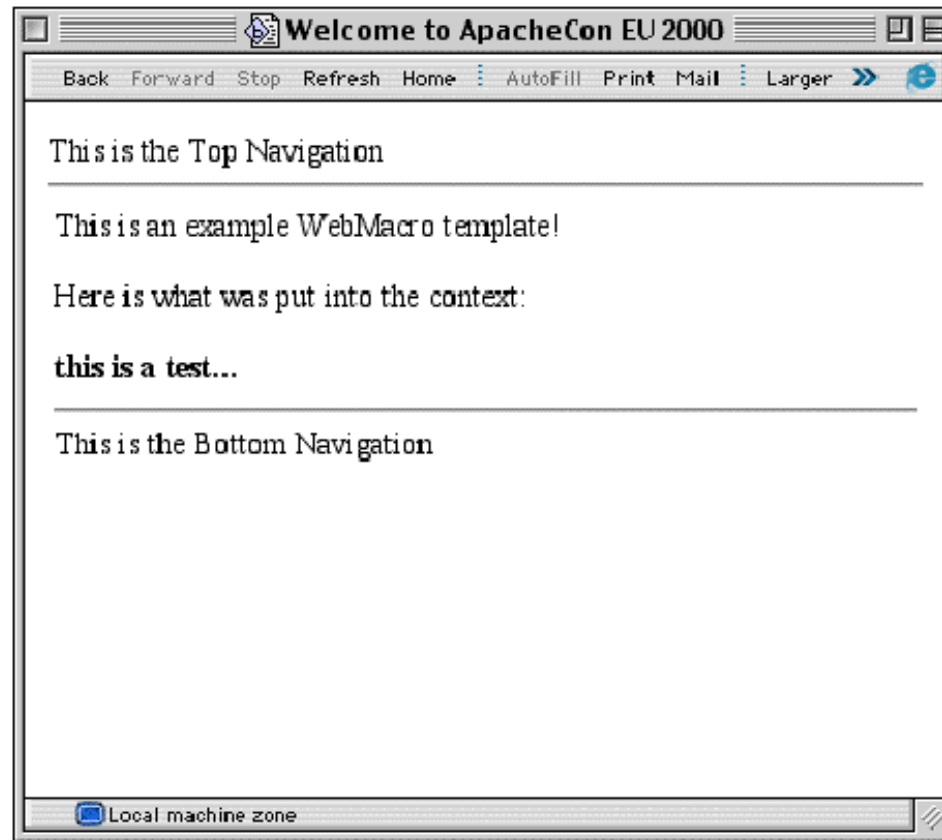 Welcome to ApacheCon EU 2000
Back Forward Stop Refresh Home AutoFill Print Mail Larger
This is the Top Navigation
This is an example WebMacro template!
Here is what was put into the context:
this is a test...
This is the Bottom Navigation
Local machine zone